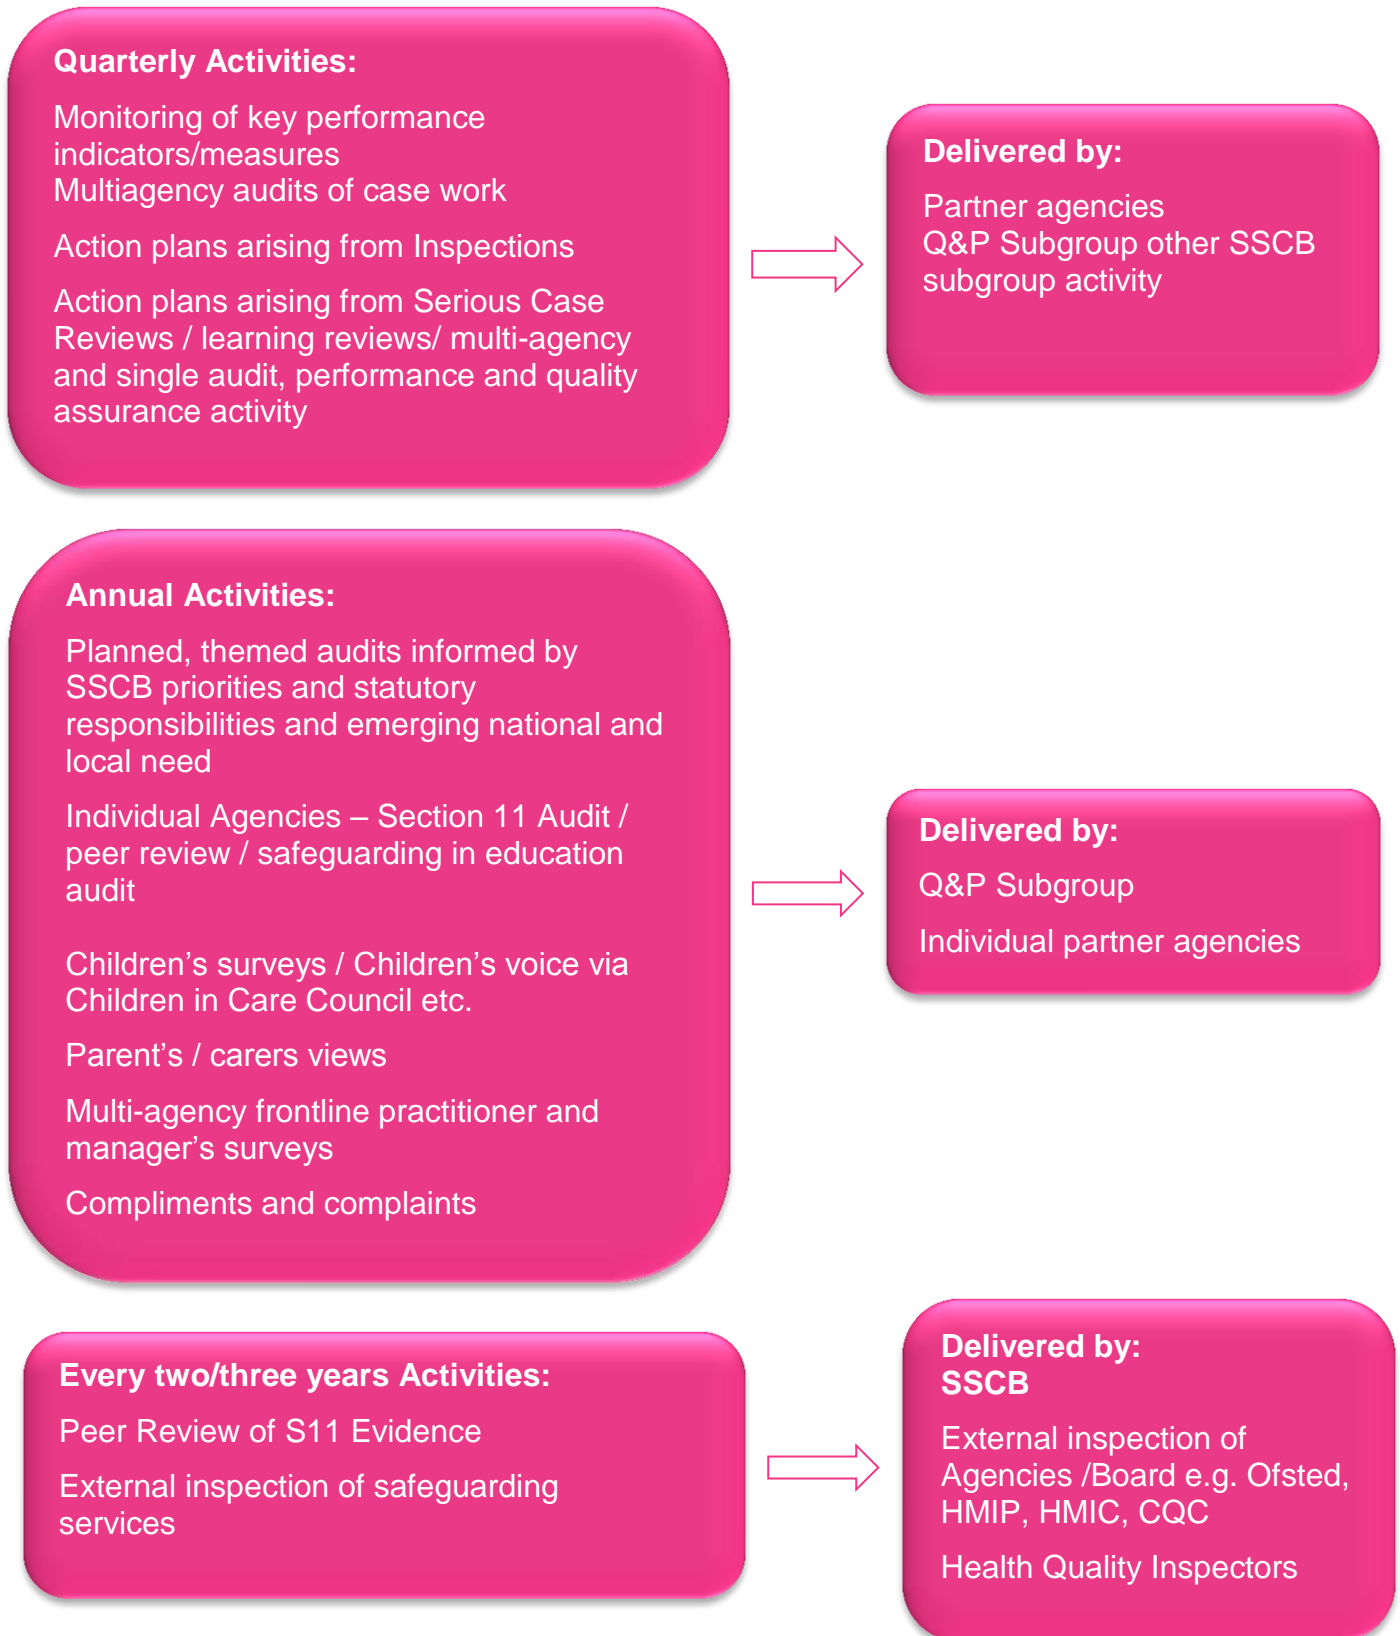 Quarterly Activities:
Monitoring of key performance
indicators/measures
Multiagency audits of case work
Action plans arising from Inspections
Action plans arising from Serious Case
Reviews / learning reviews/ multi-agency
and single audit, performance and quality
assurance activity
Delivered by:
Partner agencies
Q&P Subgroup other SSCB
subgroup activity
Annual Activities:
Planned, themed audits informed by
SSCB priorities and statutory
responsibilities and emerging national and
local need
Individual Agencies – Section 11 Audit /
peer review / safeguarding in education
audit
Children’s surveys / Children’s voice via
Children in Care Council etc.
Parent’s / carers views
Multi-agency frontline practitioner and
manager’s surveys
Compliments and complaints
Delivered by:
Q&P Subgroup
Individual partner agencies
Every two/three years Activities:
Peer Review of S11 Evidence
External inspection of safeguarding
services
Delivered by:
SSCB
External inspection of
Agencies /Board e.g. Ofsted,
HMIP, HMIC, CQC
Health Quality Inspectors